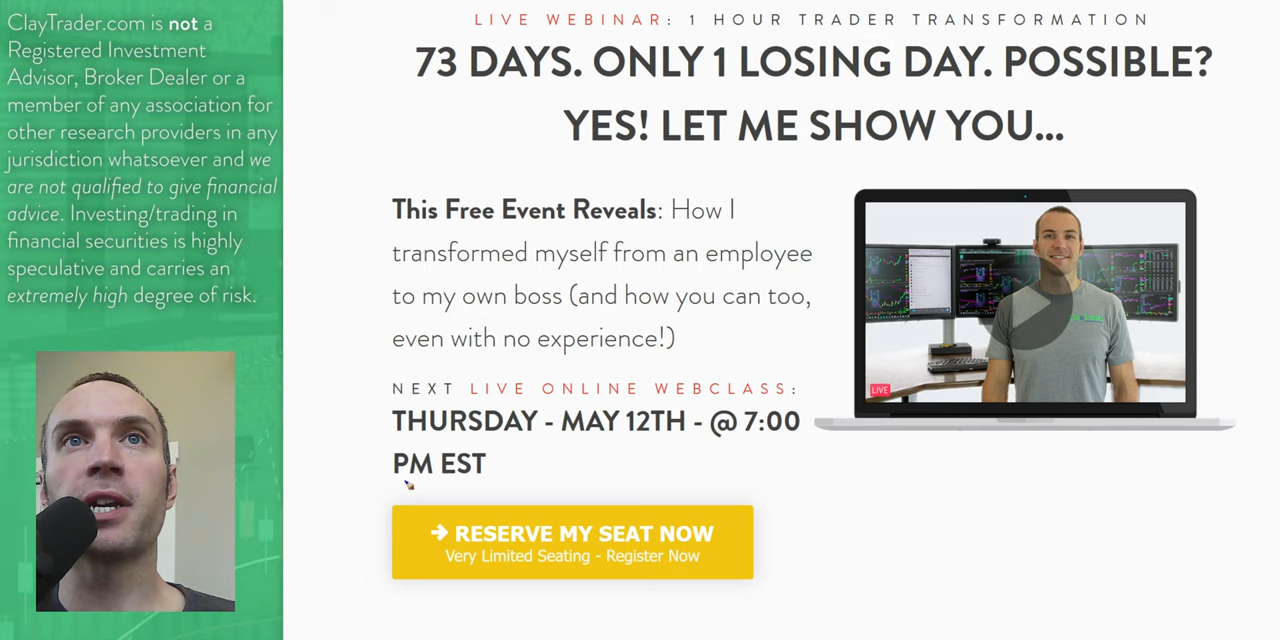 ClayTrader.com is not a
Registered Investment
Advisor, Broker Dealer or a
member of any association for
other research providers in any
jurisdiction whatsoever and we
are not qualified to give financial
advice. Investing/trading in
financial securities is highly
speculative and carries an
extremely high degree of risk.
LIVE WEBINAR: 1 HOUR TRADER TRANSFORMATION
73 DAYS. ONLY 1 LOSING DAY. POSSIBLE?
YES! LET ME SHOW YOU...
This Free Event Reveals: How I
transformed myself from an employee
to my own boss (and how you can too,
even with no experience!)
NEXT LIVE ONLINE WEBCLASS:
THURSDAY - MAY 12TH - @ 7:00
PM EST
→ RESERVE MY SEAT NOW
Very Limited Seating - Register Now
LIVE